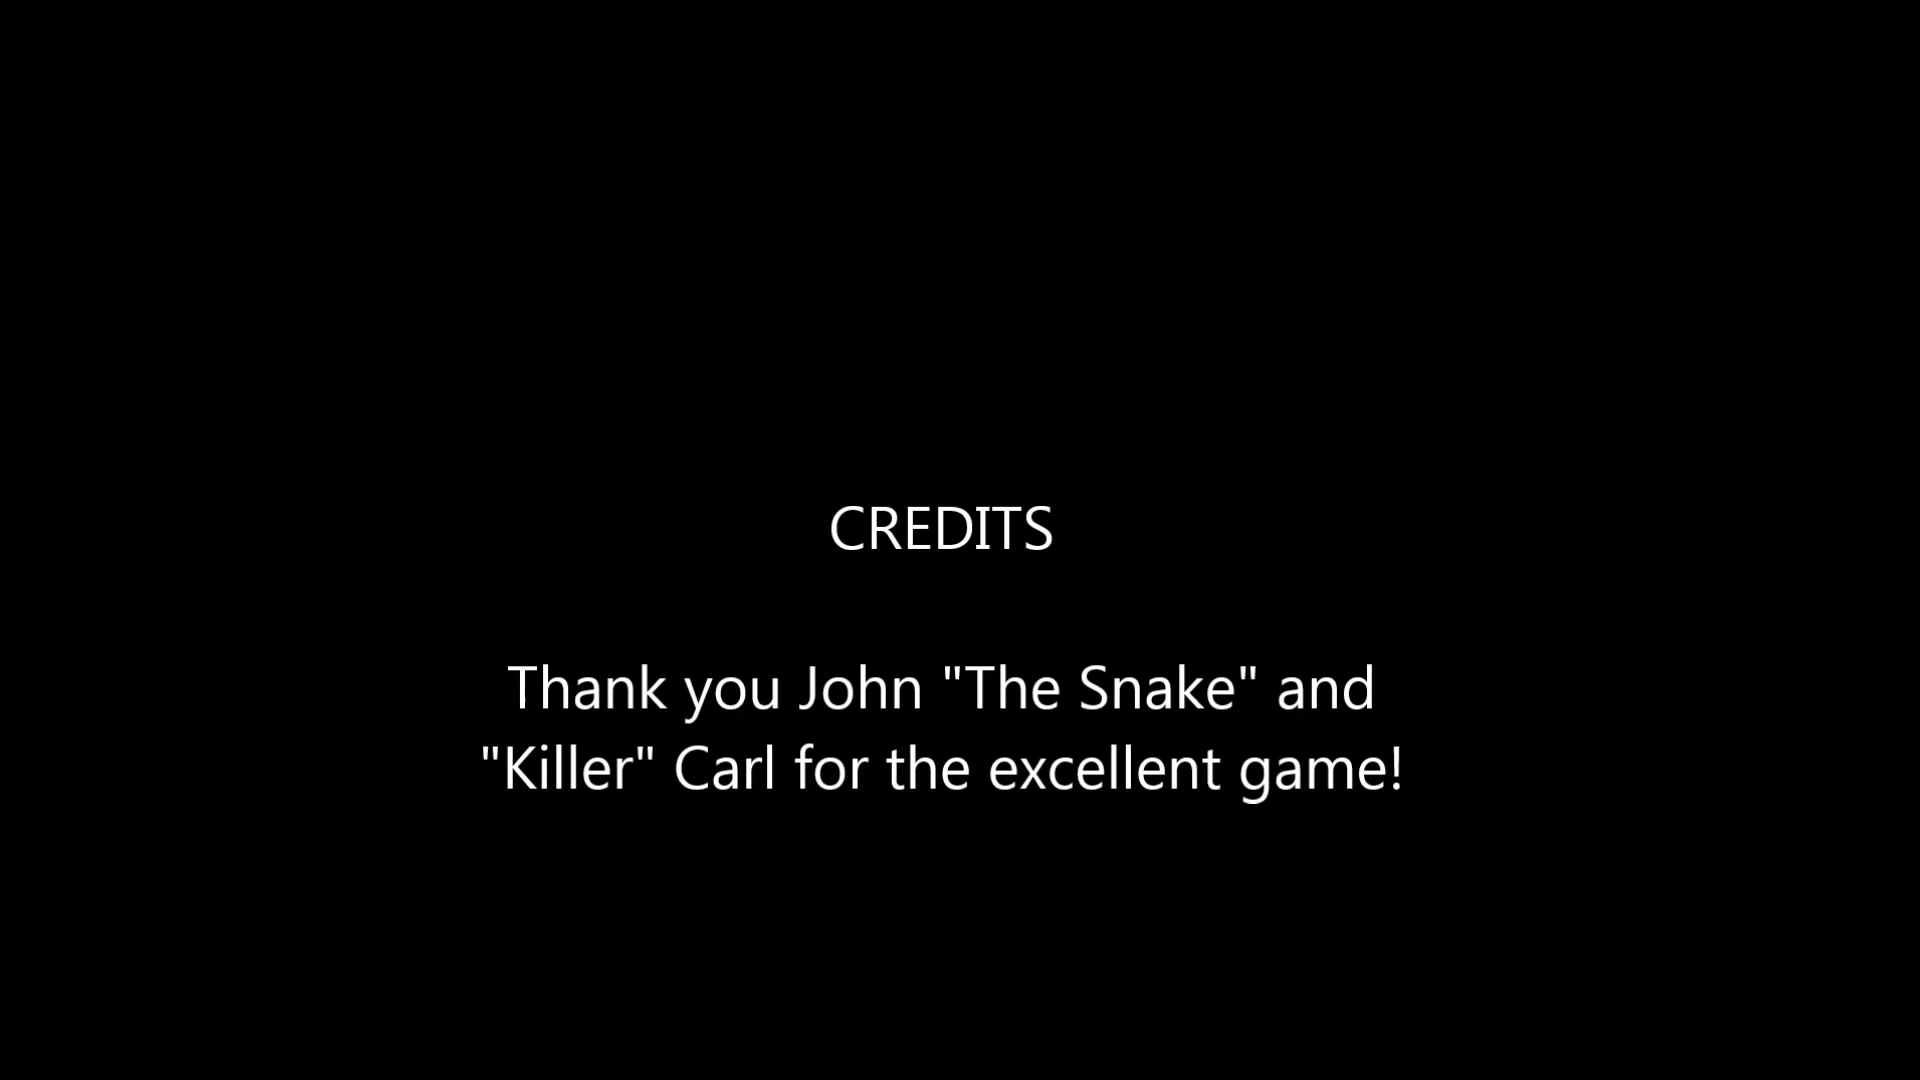 CREDITS
Thank you John "The Snake" and
"Killer" Carl for the excellent game!